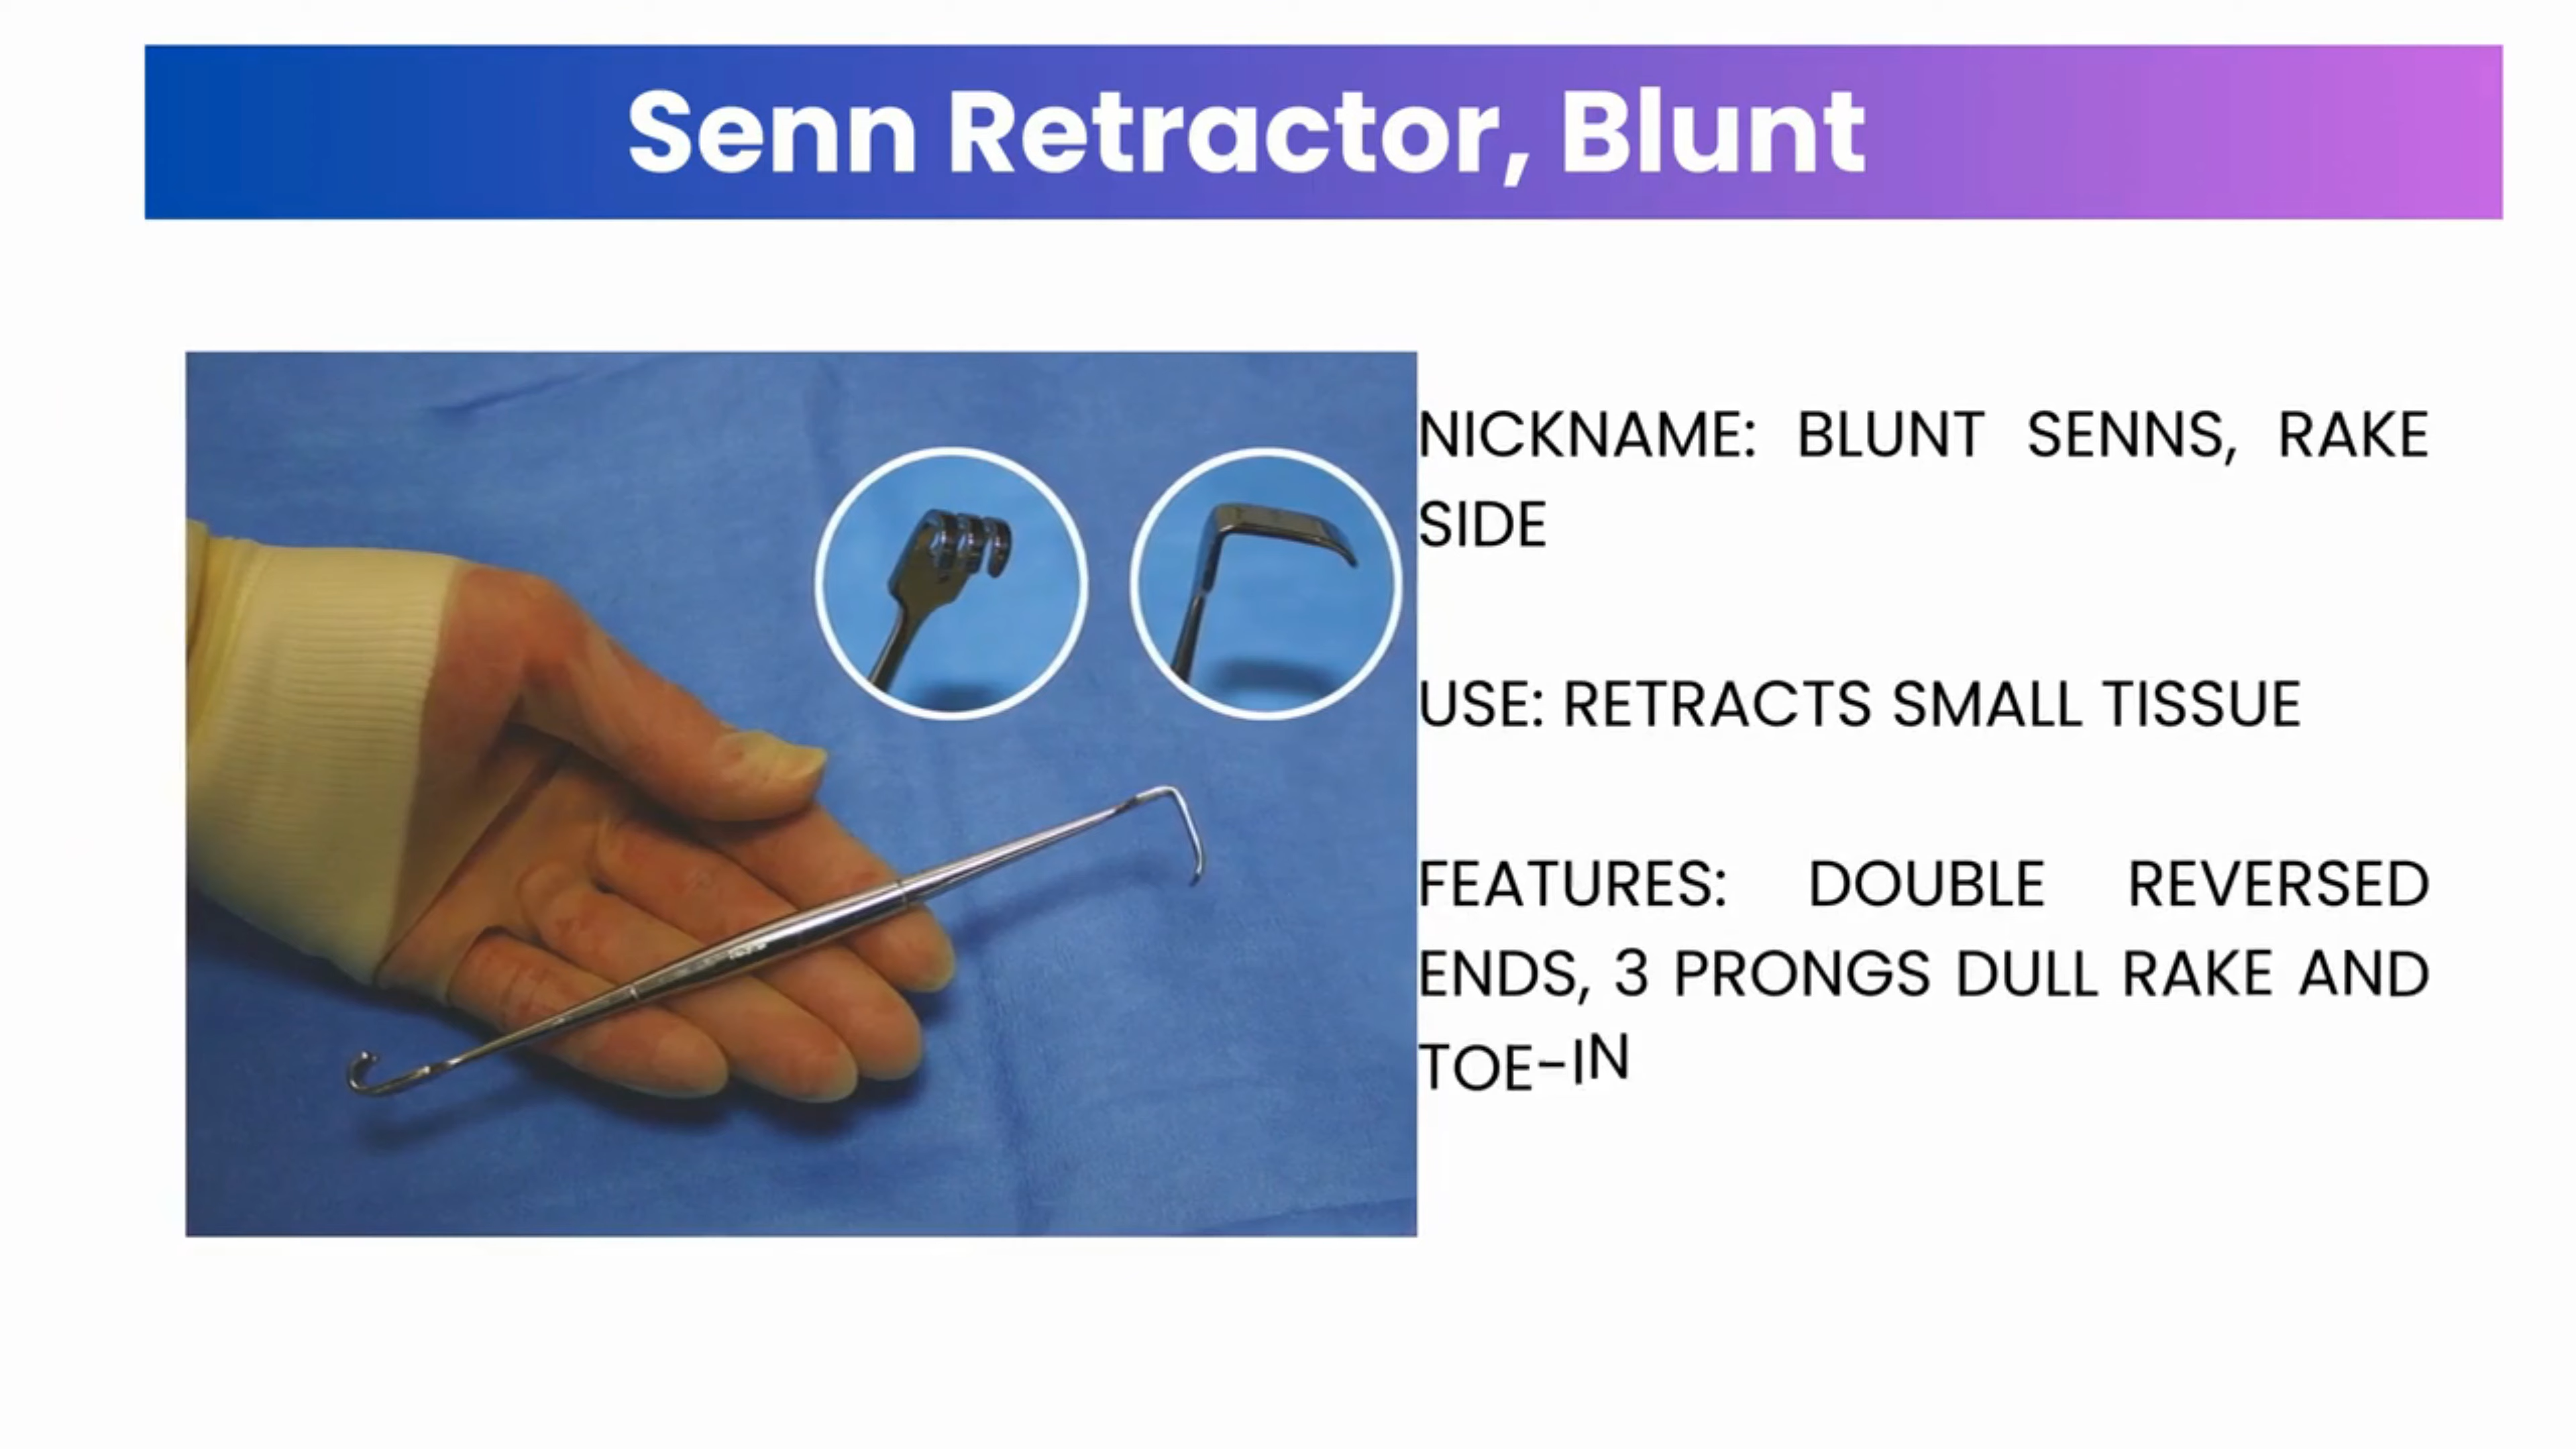 Senn Retractor, Blunt
NICKNAME: BLUNT SENNS, RAKE
SIDE
USE: RETRACTS SMALL TISSUE
FEATURES: DOUBLE REVERSED
ENDS, 3 PRONGS DULL RAKE AND
TOE-IN